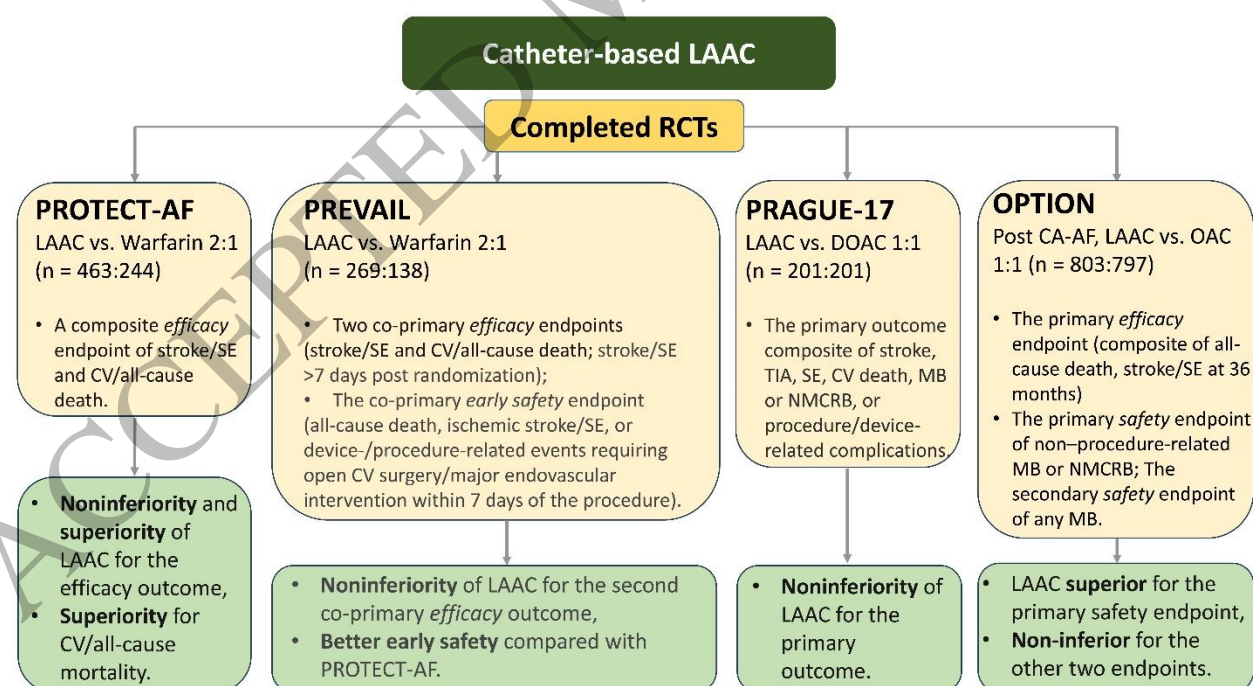 Catheter-based LAAC
Completed RCTs
PROTECT-AF
LAAC vs. Warfarin 2:1
(n = 463:244)
• A composite efficacy
endpoint of stroke/SE
and CV/all-cause
death.
• Noninferiority and
superiority of
LAAC for the
efficacy outcome,
• Superiority for
CV/all-cause
mortality.
PREVAIL
LAAC vs. Warfarin 2:1
(n = 269:138)
• Two co-primary efficacy endpoints
(stroke/SE and CV/all-cause death; stroke/SE
>7 days post randomization);
• The co-primary early safety endpoint
(all-cause death, ischemic stroke/SE, or
device-/procedure-related events requiring
open CV surgery/major endovascular
intervention within 7 days of the procedure).
• Noninferiority of LAAC for the second
co-primary efficacy outcome,
• Better early safety compared with
PROTECT-AF.
PRAGUE-17
LAAC vs. DOAC 1:1
(n = 201:201)
• The primary outcome
composite of stroke,
TIA, SE, CV death, MB
or NMCRB, or
procedure/device-
related complications.
• Noninferiority of
LAAC for the
primary
outcome.
OPTION
Post CA-AF, LAAC vs. OAC
1:1 (n = 803:797)
• The primary efficacy
endpoint (composite of all-
cause death, stroke/SE at 36
months)
• The primary safety endpoint
of non–procedure-related
MB or NMCRB; The
secondary safety endpoint
of any MB.
• LAAC superior for the
primary safety endpoint,
• Non-inferior for the
other two endpoints.
ACCEPTED